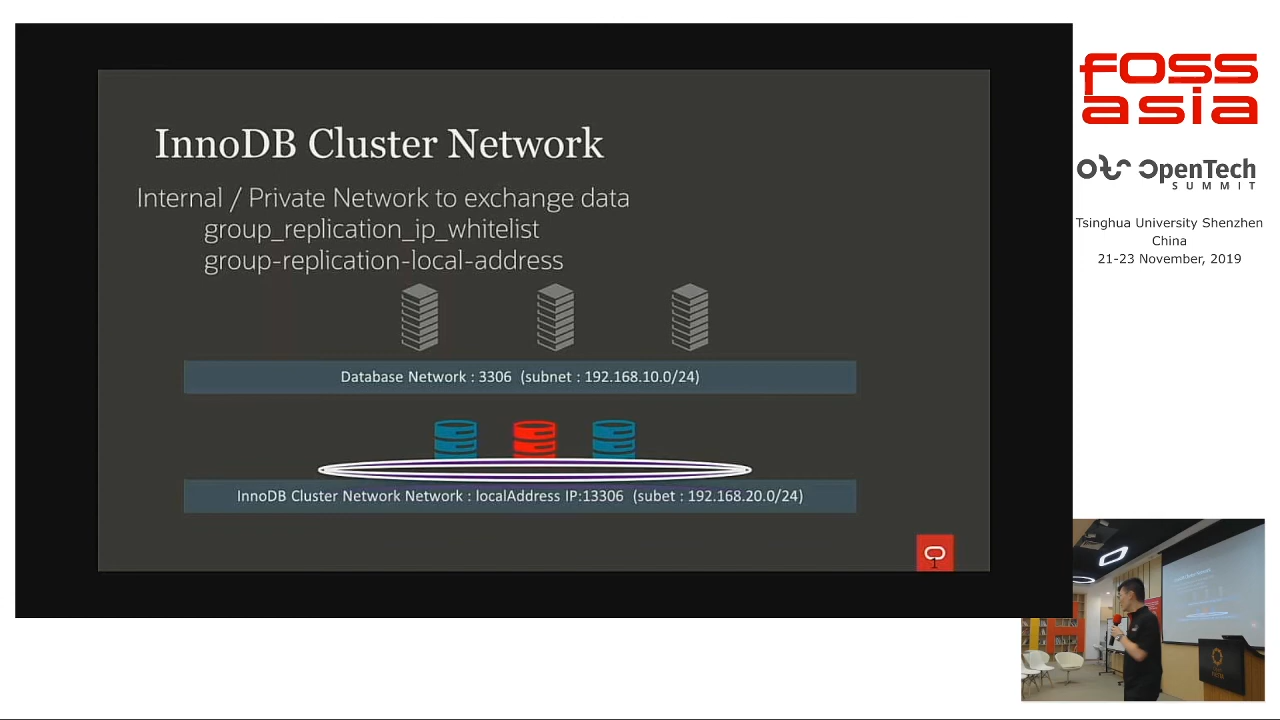 InnoDB Cluster Network
Internal / Private Network to exchange data
group_replication_ip_whitelist
group-replication-local-address
Database Network : 3306 (subnet : 192.168.10.0/24)
InnoDB Cluster Network Network : localAddress IP:13306 (subet : 192.168.20.0/24)
FOSS
asia
OpenTech
SUMMIT
Tsinghua University Shenzhen
China
21-23 November, 2019